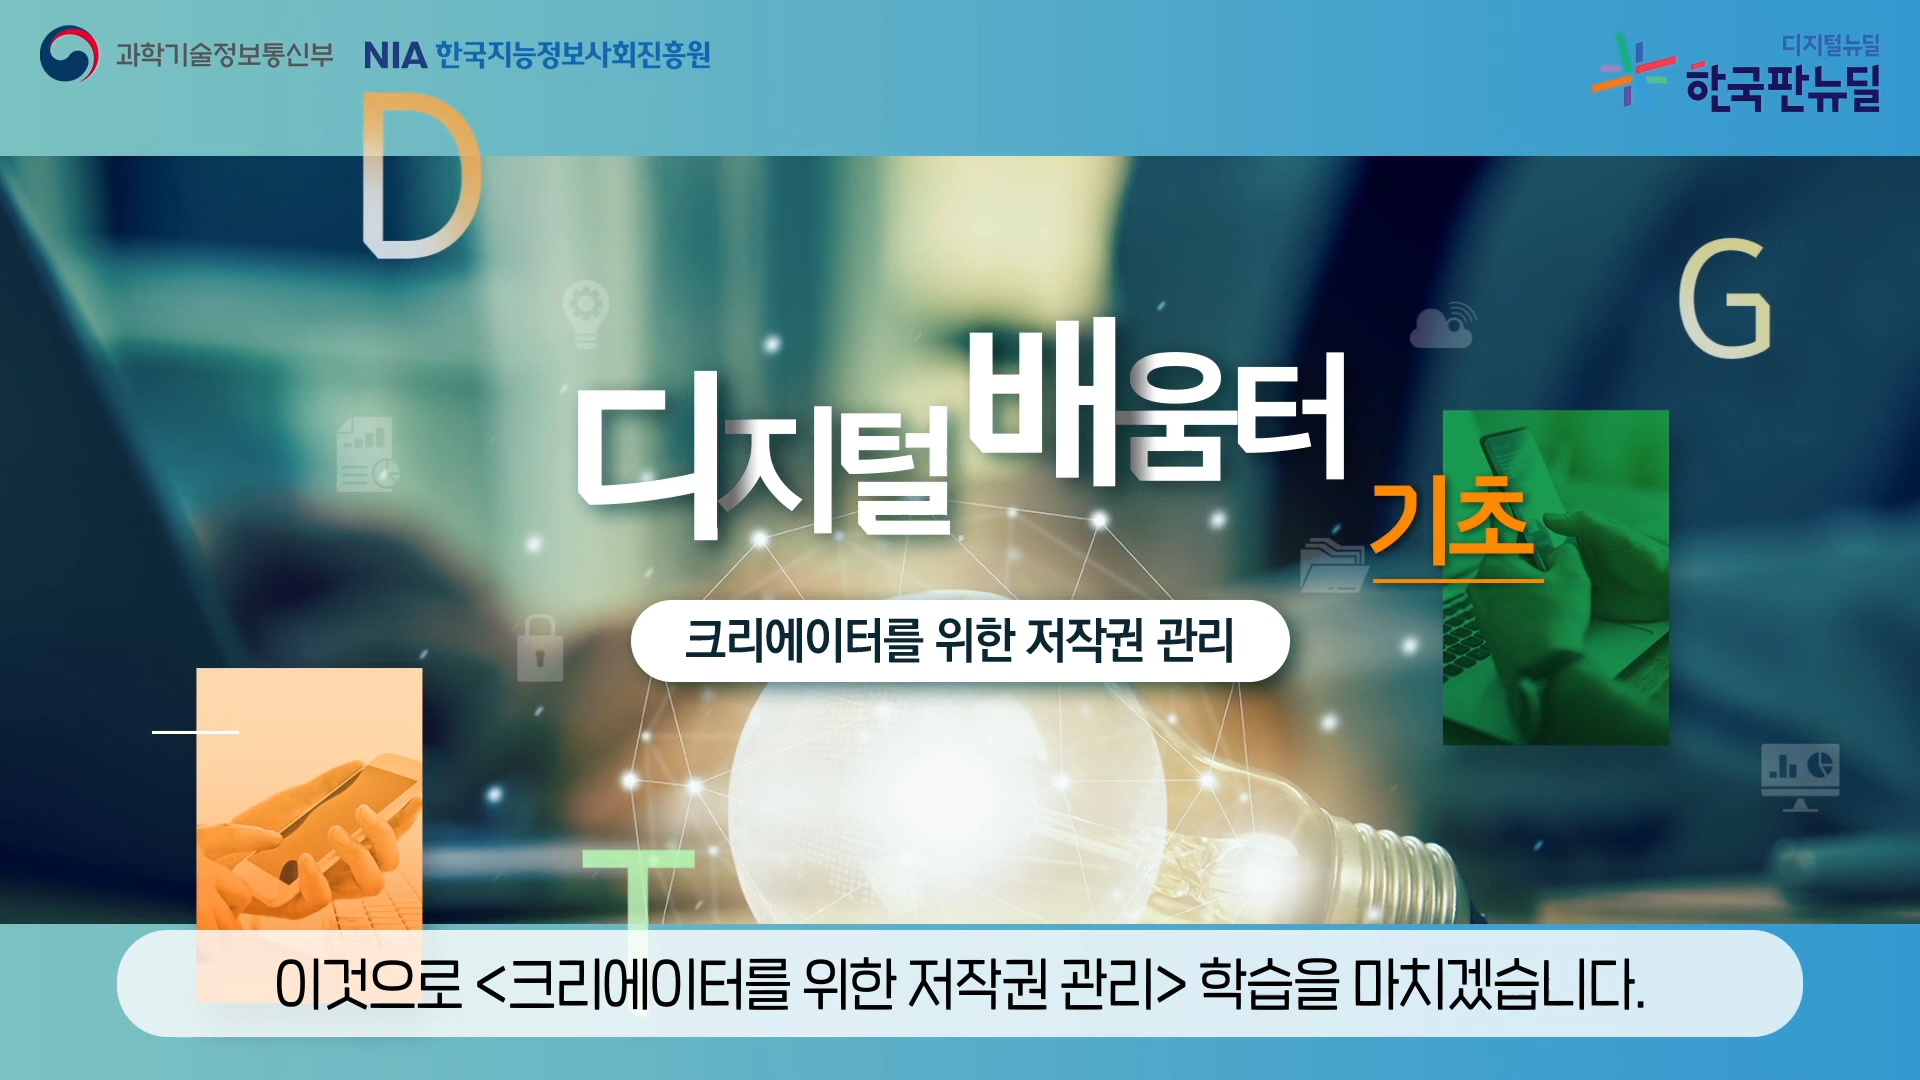 과학기술정보통신부
NIA 한국지능정보사회진흥원
디지털뉴딜
한국판뉴딜
D
G
디지털 배움터
기초
크리에이터를 위한 저작권 관리
T
이것으로 <크리에이터를 위한 저작권 관리> 학습을 마치겠습니다.